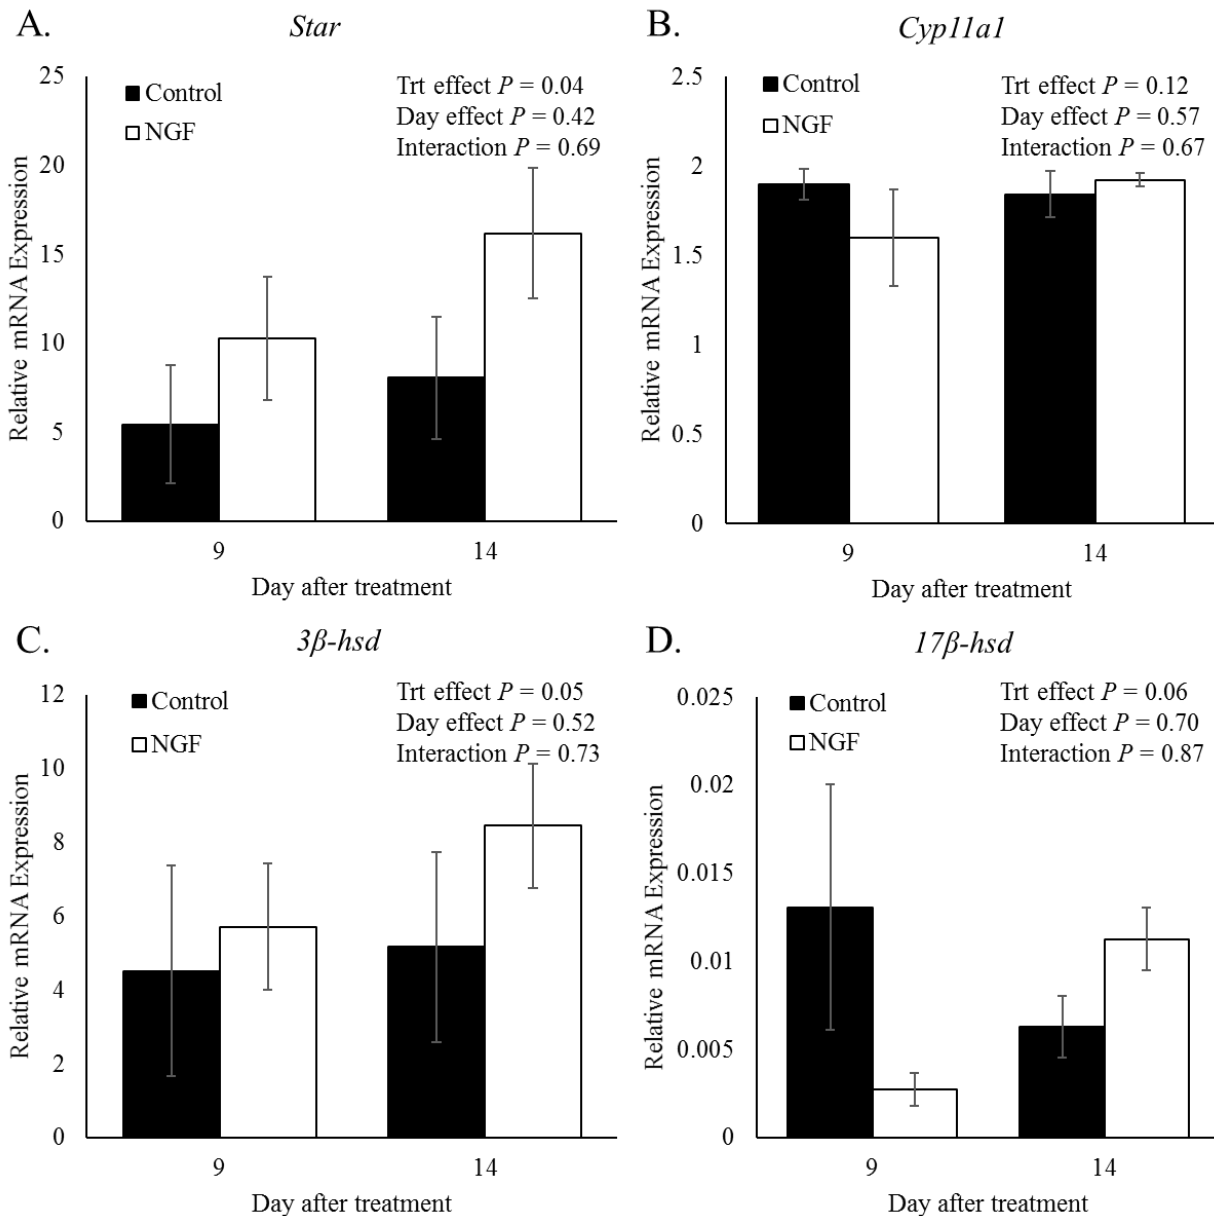 A.
Star
25
20
15
10
5
0
Relative mRNA Expression
Control
NGF
Trt effect P = 0.04
Day effect P = 0.42
Interaction P = 0.69
9
14
Day after treatment
B.
Cyp11a1
2.5
2
1.5
1
0.5
0
Relative mRNA Expression
Control
NGF
Trt effect P = 0.12
Day effect P = 0.57
Interaction P = 0.67
9
14
Day after treatment
C.
3β-hsd
12
10
8
6
4
2
0
Relative mRNA Expression
Control
NGF
Trt effect P = 0.05
Day effect P = 0.52
Interaction P = 0.73
9
14
Day after treatment
D.
17β-hsd
0.025
0.02
0.015
0.01
0.005
0
Relative mRNA Expression
Control
NGF
Trt effect P = 0.06
Day effect P = 0.70
Interaction P = 0.87
9
14
Day after treatment